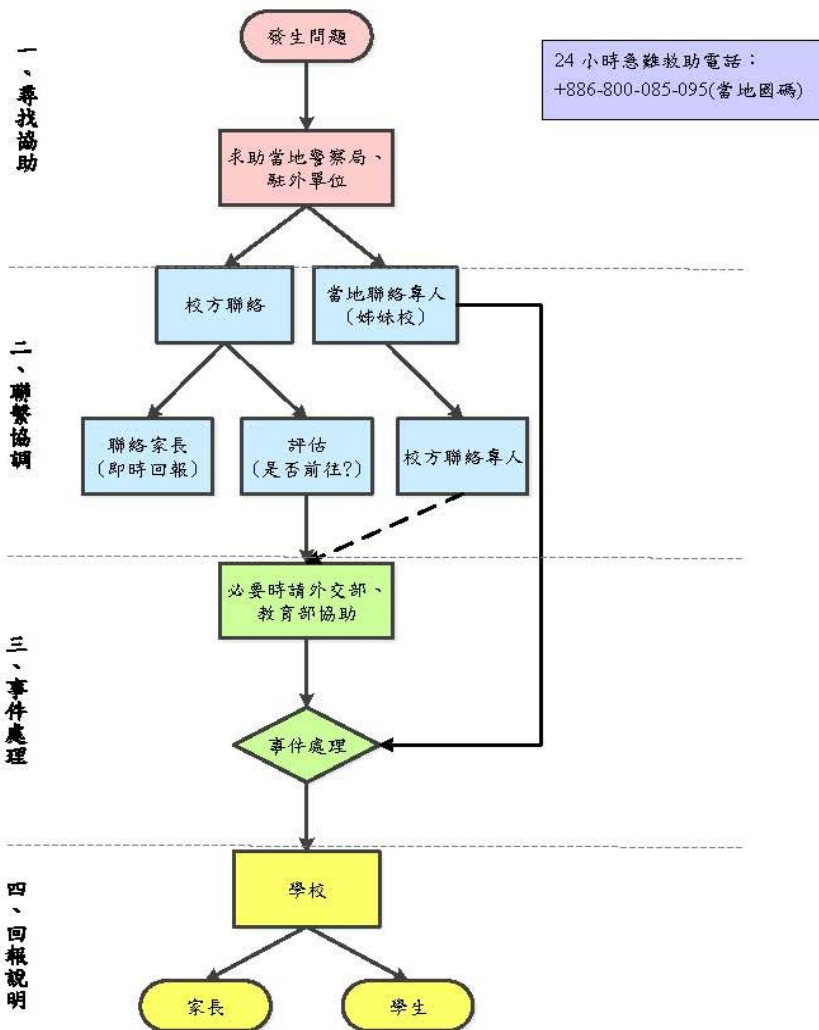 一、尋找協助
發生問題
24 小時急難救助電話：
+886-800-085-095(當地國碼)
求助當地警察局、
駐外單位
二、聯繫協調
校方聯絡
當地聯絡專人
(姊妹校)
聯絡家長
(即時回報)
評估
(是否前往?)
校方聯絡專人
三、事件處理
必要時請外交部、
教育部協助
事件處理
四、回報說明
學校
家長
學生